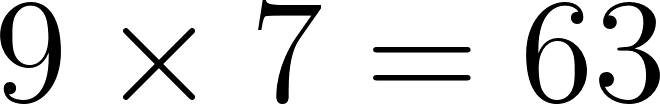 9 × 7 = 63